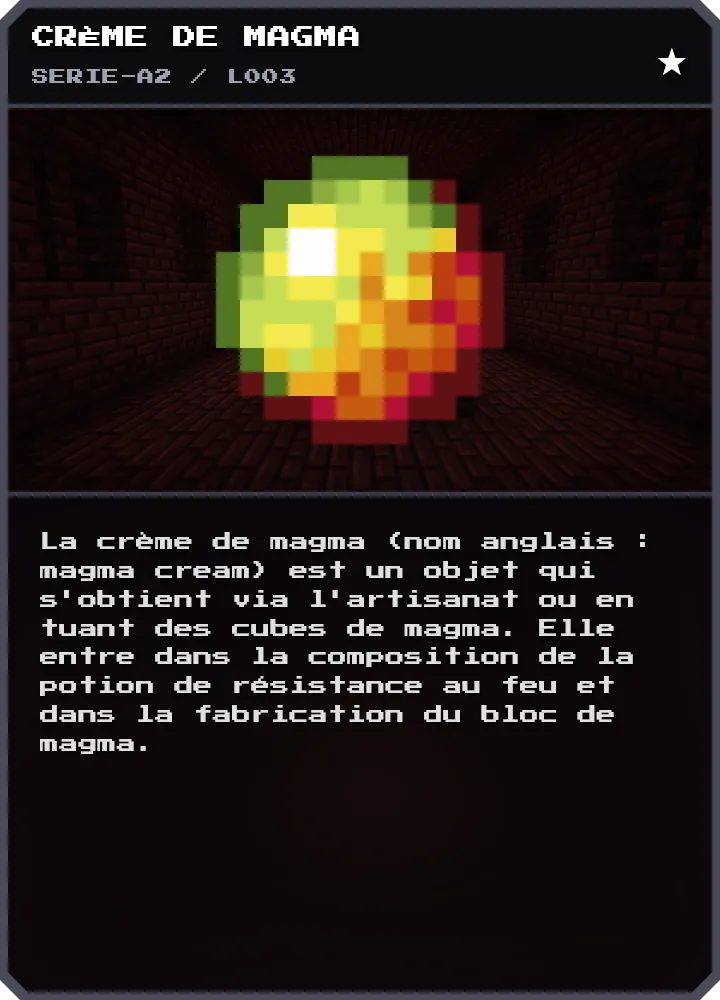 CRèME DE MAGMA
SERIE-A2 / L003
La crème de magma (nom anglais :
magma cream) est un objet qui
s'obtient via l'artisanat ou en
tuant des cubes de magma. Elle
entre dans la composition de la
potion de résistance au feu et
dans la fabrication du bloc de
magma.